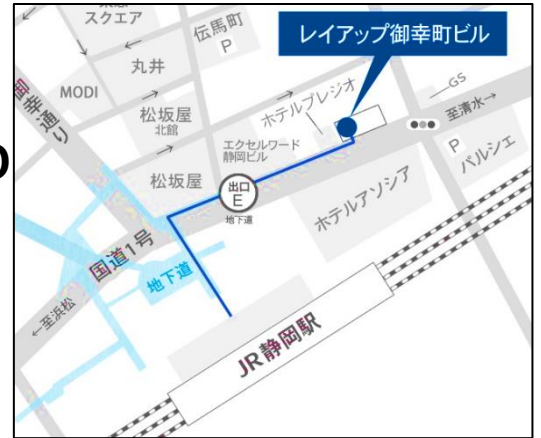 スクエア
伝馬町
P
レイアップ御幸町ビル
丸井
MODI
御幸通り
松坂屋
北館
ホテルプレジオ
GS
至清水→
エクセルワード
静岡ビル
P
パルシェ
松坂屋
出口
E
地下道
ホテルアソシア
国道1号
地下道
←至浜松
JR静岡駅